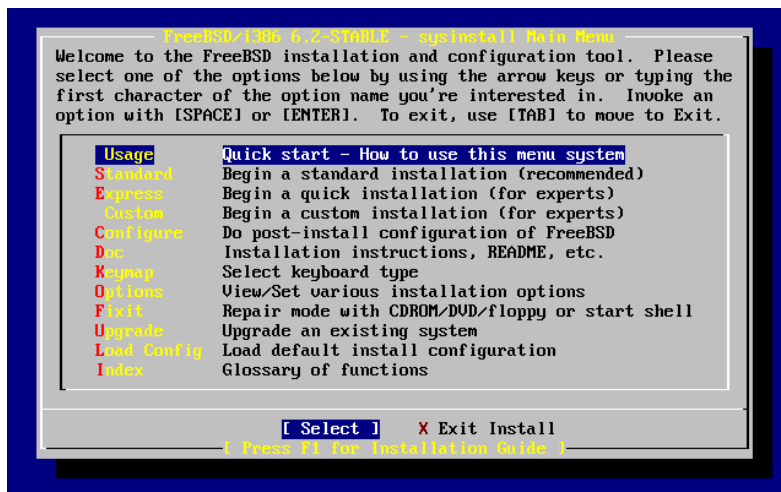 FreeBSD/i386 6.2-STABLE - sysinstall Main Menu
Welcome to the FreeBSD installation and configuration tool.  Please
select one of the options below by using the arrow keys or typing the
first character of the option name you're interested in.  Invoke an
option with [SPACE] or [ENTER].  To exit, use [TAB] to move to Exit.
Usage Quick start - How to use this menu system
Standard Begin a standard installation (recommended)
Express Begin a quick installation (for experts)
Custom Begin a custom installation (for experts)
Configure Do post-install configuration of FreeBSD
Doc Installation instructions, README, etc.
Keymap Select keyboard type
Options View/Set various installation options
Fixit Repair mode with CDROM/DVD/floppy or start shell
Upgrade Upgrade an existing system
Load Config Load default install configuration
Index Glossary of functions
[ Select ] X Exit Install
[ Press F1 for Installation Guide ]